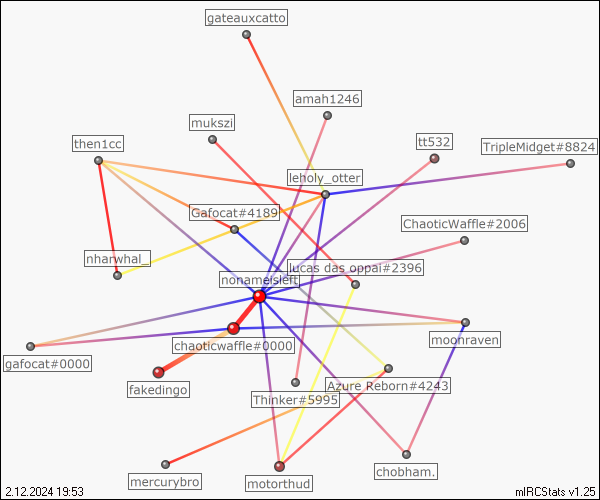 gateauxcatto
amah1246
mukszi
then1cc
tt532
TripleMidget#8824
leholy_otter
Gafocat#4189
ChaoticWaffle#2006
nharwhal_
lucas das oppai#2396
nonameisleft
moonraven
chaoticwaffle#0000
gafocat#0000
fakedingo
Azure Reborn#4243
Thinker#5995
chobham.
mercurybro
motorthud
2.12.2024 19:53
mIRCStats v1.25